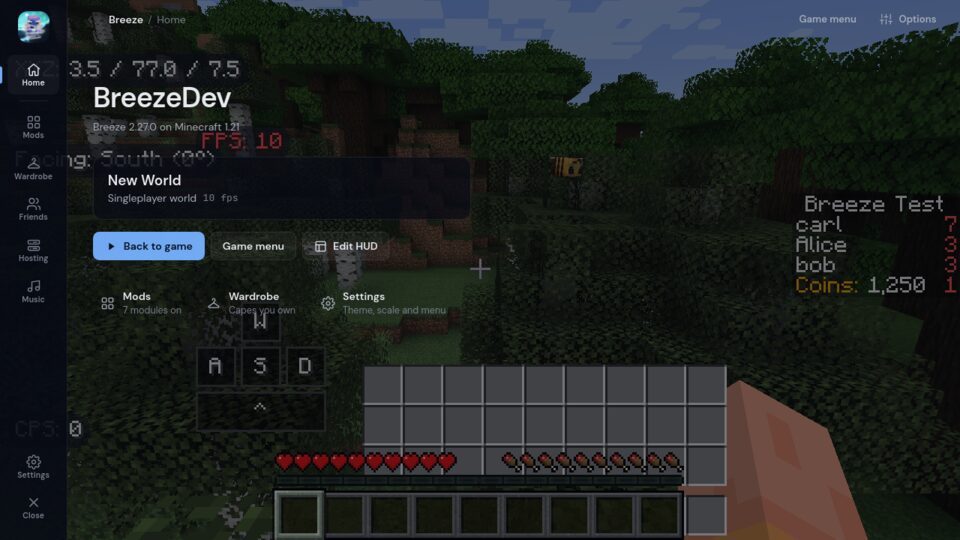 Breeze / Home
Game menu
Options
XYZ: 3.5 / 77.0 / 7.5
Home
BreezeDev
Breeze 2.27.0 on Minecraft 1.21
FPS: 10
Mods
Facing: South (0°)
Wardrobe
New World
Singleplayer world 10 fps
Friends
Breeze Test
carl 7
Alice 3
bob 3
Coins: 1,250 1
Back to game
Game menu
Edit HUD
Hosting
Music
Mods
7 modules on
Wardrobe
Capes you own
Settings
Theme, scale and menu
W
A S D
^
CPS: 0
Settings
Close